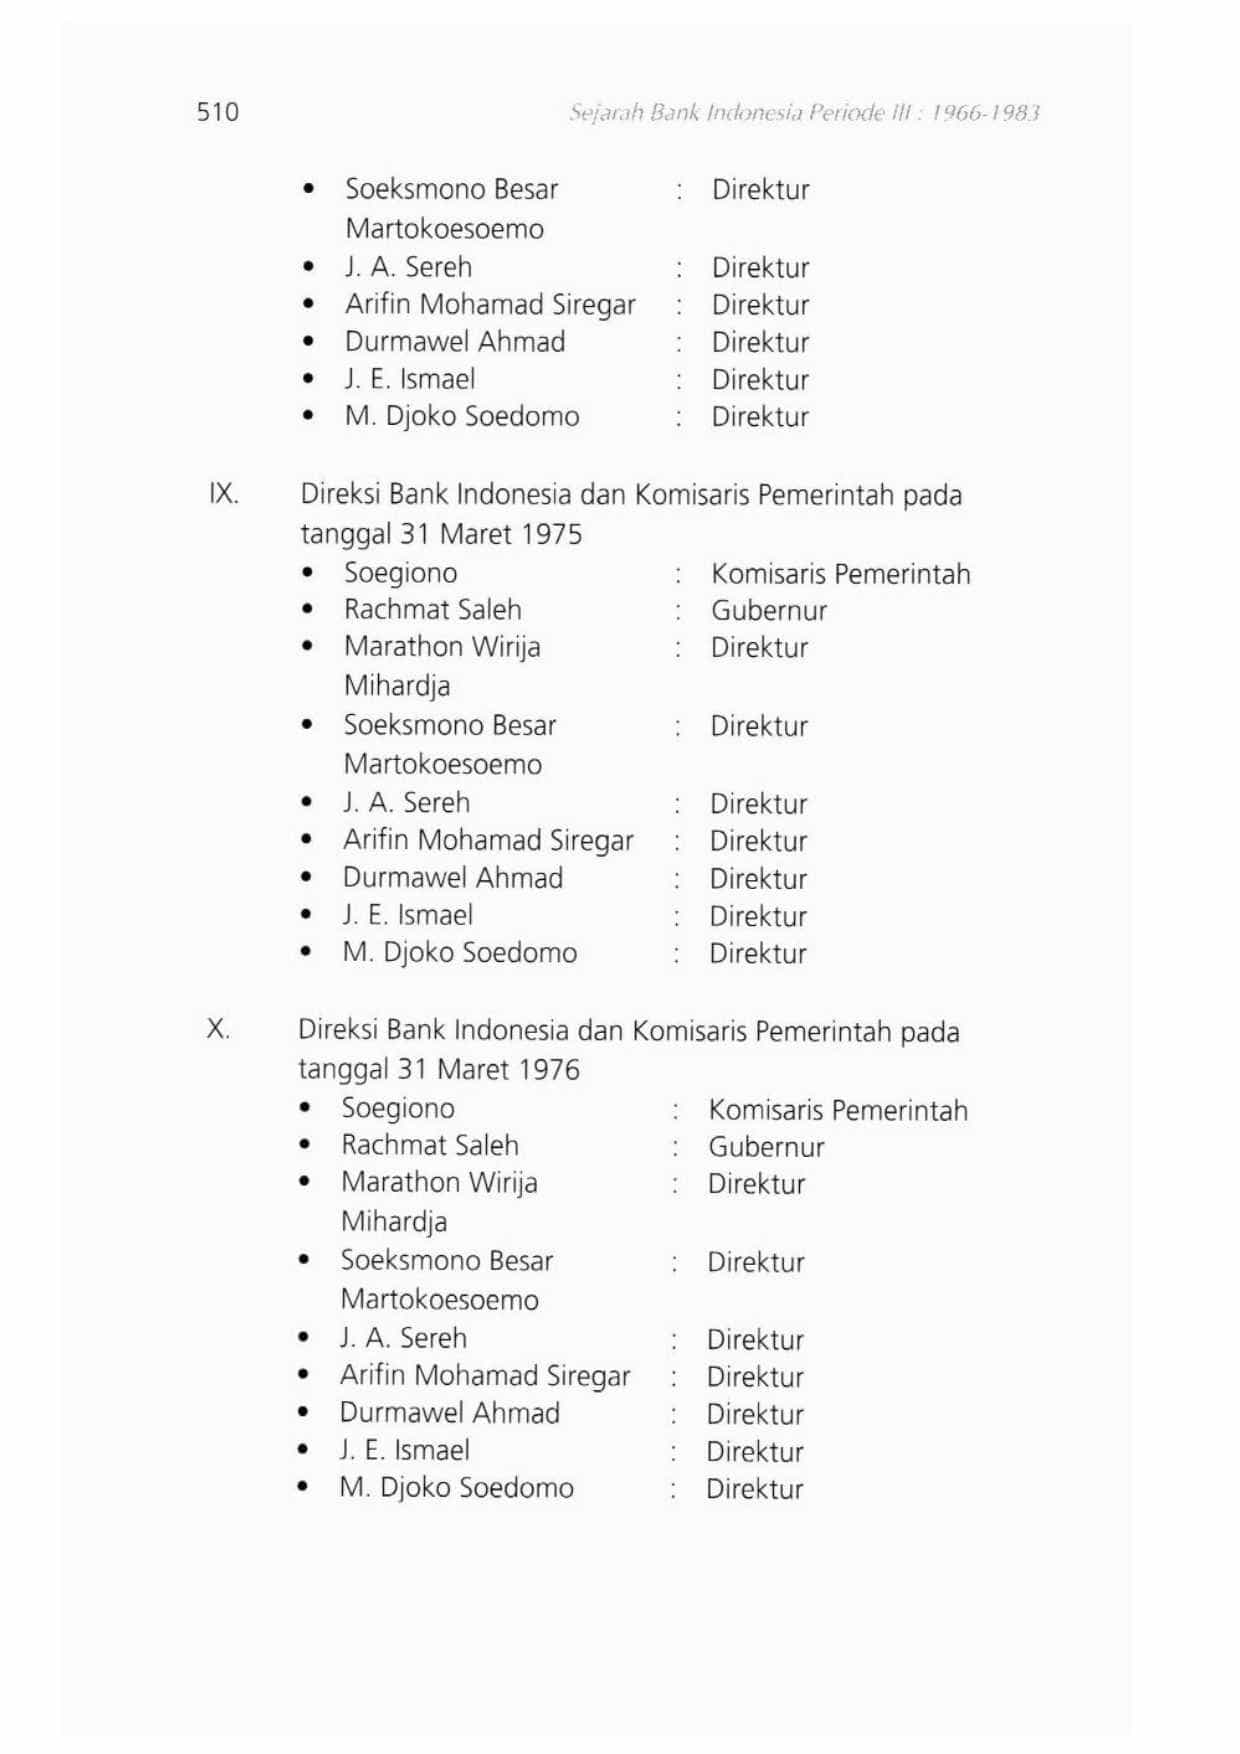 510 Sejarah Bank Indonesia Periode III : 1966-1983
• Soeksmono Besar : Direktur
Martokoesoemo
• J. A. Sereh : Direktur
• Arifin Mohamad Siregar : Direktur
• Durmawel Ahmad : Direktur
• J. E. Ismael : Direktur
• M. Djoko Soedomo : Direktur
IX. Direksi Bank Indonesia dan Komisaris Pemerintah pada
tanggal 31 Maret 1975
• Soegiono : Komisaris Pemerintah
• Rachmat Saleh : Gubernur
• Marathon Wirija : Direktur
Mihardja
• Soeksmono Besar : Direktur
Martokoesoemo
• J. A. Sereh : Direktur
• Arifin Mohamad Siregar : Direktur
• Durmawel Ahmad : Direktur
• J. E. Ismael : Direktur
• M. Djoko Soedomo : Direktur
X. Direksi Bank Indonesia dan Komisaris Pemerintah pada
tanggal 31 Maret 1976
• Soegiono : Komisaris Pemerintah
• Rachmat Saleh : Gubernur
• Marathon Wirija : Direktur
Mihardja
• Soeksmono Besar : Direktur
Martokoesoemo
• J. A. Sereh : Direktur
• Arifin Mohamad Siregar : Direktur
• Durmawel Ahmad : Direktur
• J. E. Ismael : Direktur
• M. Djoko Soedomo : Direktur